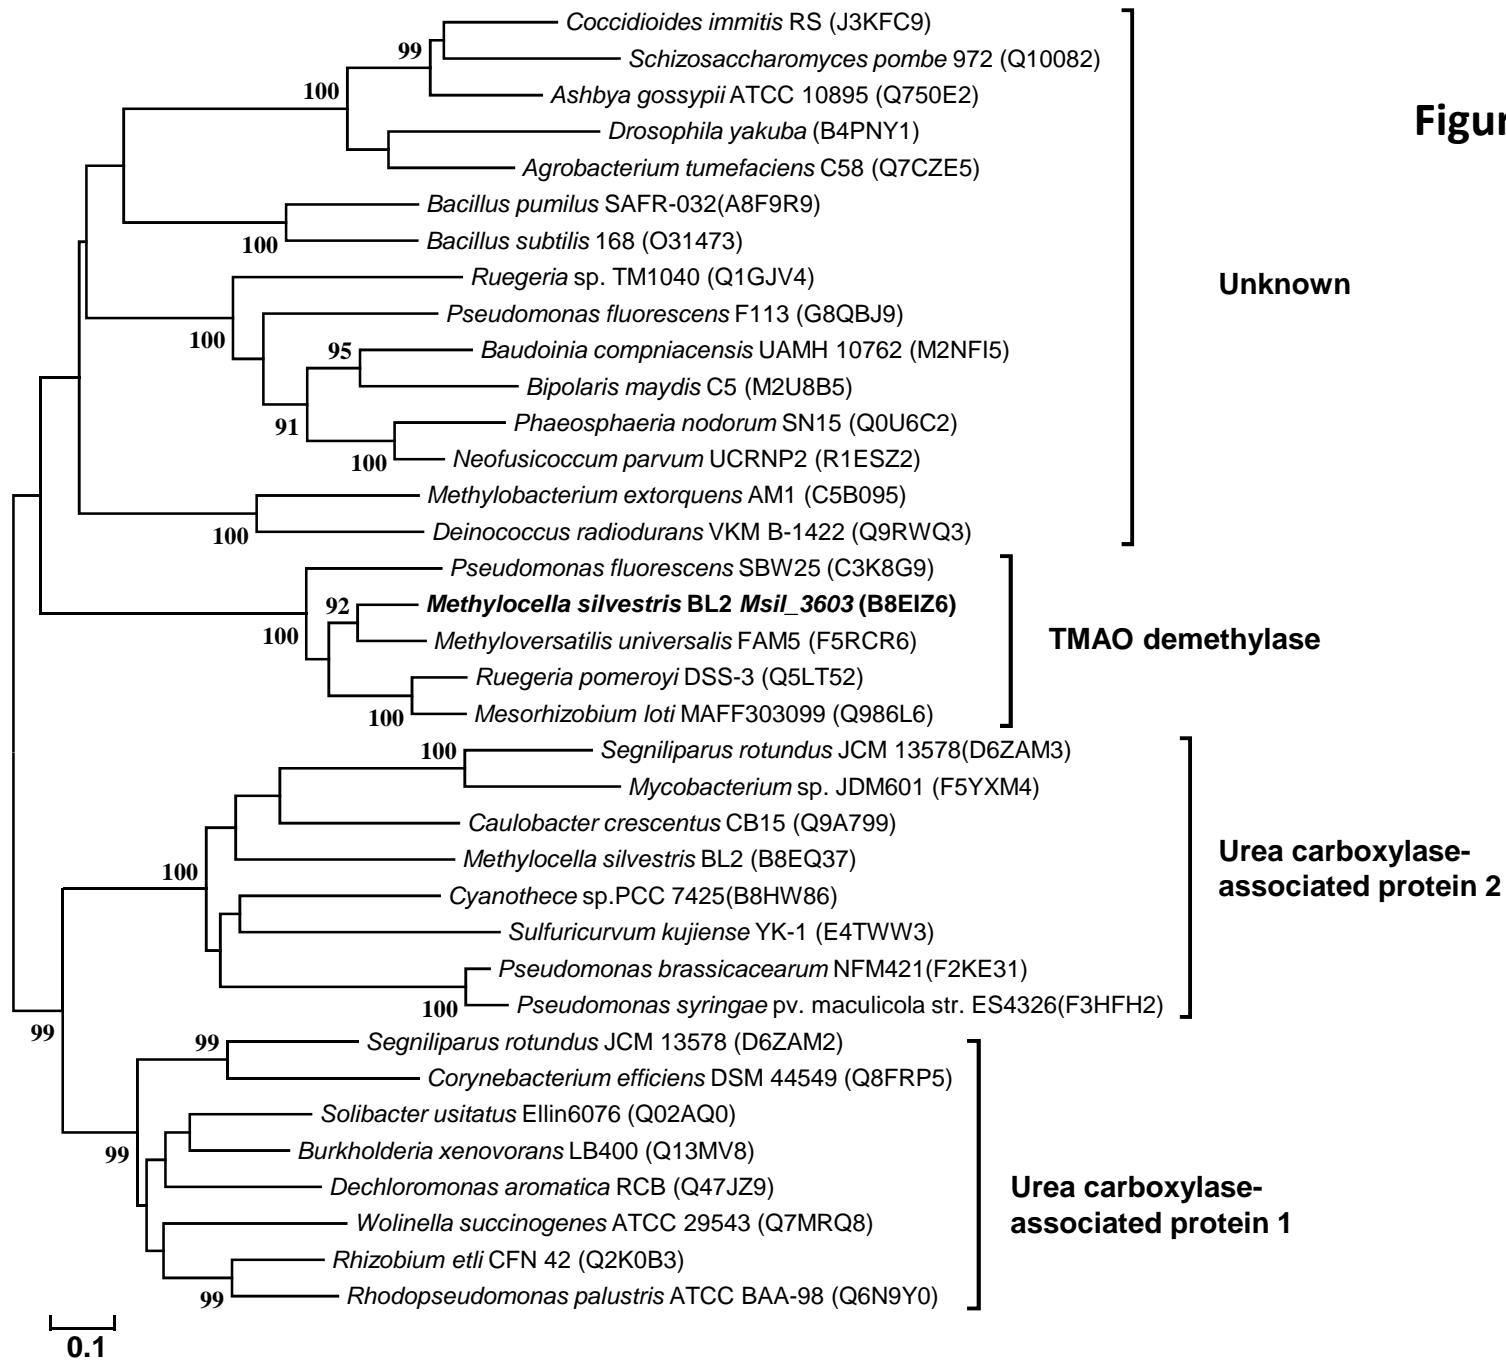 Coccidioides immitis RS (J3KFC9)
99
Schizosaccharomyces pombe 972 (Q10082)
100
Ashbya gossypii ATCC 10895 (Q750E2)
Figur
Drosophila yakuba (B4PNY1)
Agrobacterium tumefaciens C58 (Q7CZE5)
Bacillus pumilus SAFR-032(A8F9R9)
100
Bacillus subtilis 168 (O31473)
Ruegeria sp. TM1040 (Q1GJV4)
Unknown
Pseudomonas fluorescens F113 (G8QBJ9)
100
95
Baudoinia compniacensis UAMH 10762 (M2NFI5)
Bipolaris maydis C5 (M2U8B5)
91
Phaeosphaeria nodorum SN15 (Q0U6C2)
100
Neofusicoccum parvum UCRNP2 (R1ESZ2)
Methylobacterium extorquens AM1 (C5B095)
100
Deinococcus radiodurans VKM B-1422 (Q9RWQ3)
Pseudomonas fluorescens SBW25 (C3K8G9)
92
Methylocella silvestris BL2 Msil_3603 (B8EIZ6)
100
Methyloversatilis universalis FAM5 (F5RCR6)
TMAO demethylase
Ruegeria pomeroyi DSS-3 (Q5LT52)
100
Mesorhizobium loti MAFF303099 (Q986L6)
100
Segniliparus rotundus JCM 13578(D6ZAM3)
Mycobacterium sp. JDM601 (F5YXM4)
Caulobacter crescentus CB15 (Q9A799)
Methylocella silvestris BL2 (B8EQ37)
Urea carboxylase-
associated protein 2
100
Cyanothece sp.PCC 7425(B8HW86)
Sulfuricurvum kujiense YK-1 (E4TWW3)
Pseudomonas brassicacearum NFM421(F2KE31)
100
Pseudomonas syringae pv. maculicola str. ES4326(F3HFH2)
99
99
Segniliparus rotundus JCM 13578 (D6ZAM2)
Corynebacterium efficiens DSM 44549 (Q8FRP5)
Solibacter usitatus Ellin6076 (Q02AQ0)
99
Burkholderia xenovorans LB400 (Q13MV8)
Dechloromonas aromatica RCB (Q47JZ9)
Urea carboxylase-
associated protein 1
Wolinella succinogenes ATCC 29543 (Q7MRQ8)
Rhizobium etli CFN 42 (Q2K0B3)
99
Rhodopseudomonas palustris ATCC BAA-98 (Q6N9Y0)
0.1